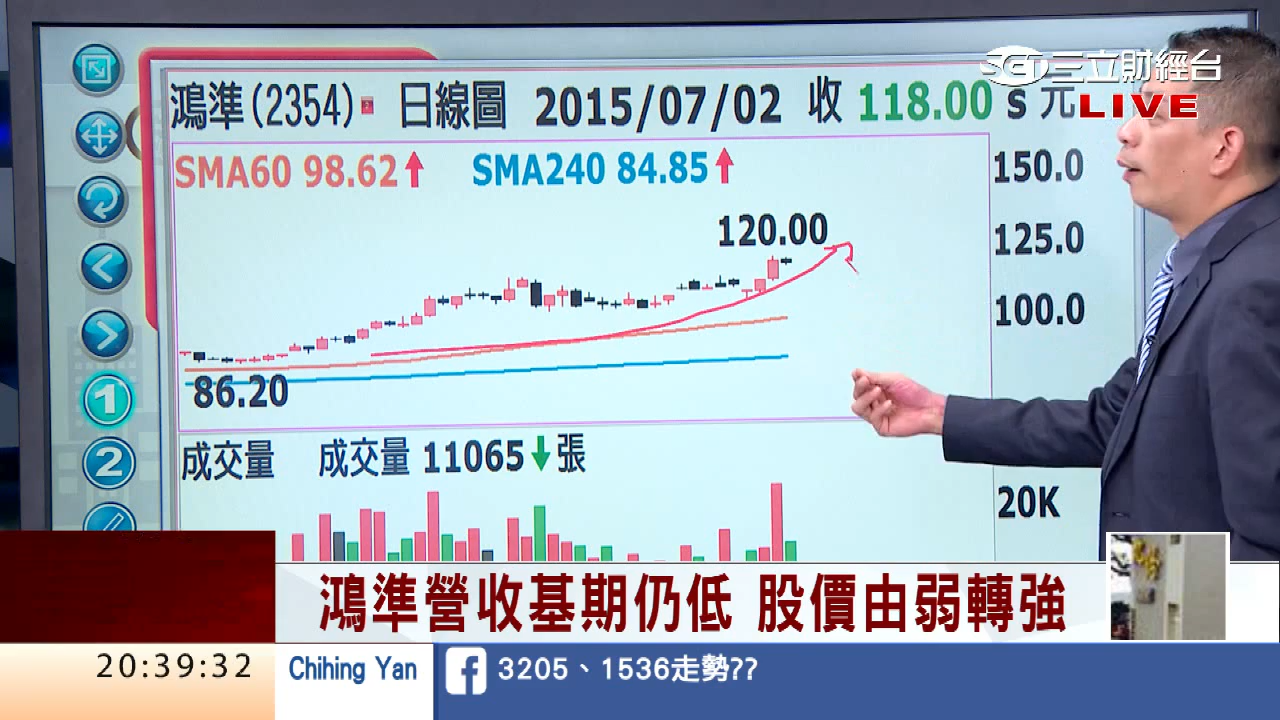 SET三立財經台
LIVE
鴻準(2354) 日線圖 2015/07/02 收 118.00 s 元
SMA60 98.62↑ SMA240 84.85↑
150.0
125.0
100.0
120.00
86.20
成交量 成交量 11065↓張
20K
1
2
鴻準營收基期仍低 股價由弱轉強
20:39:32 Chihing Yan f 3205、1536走勢??